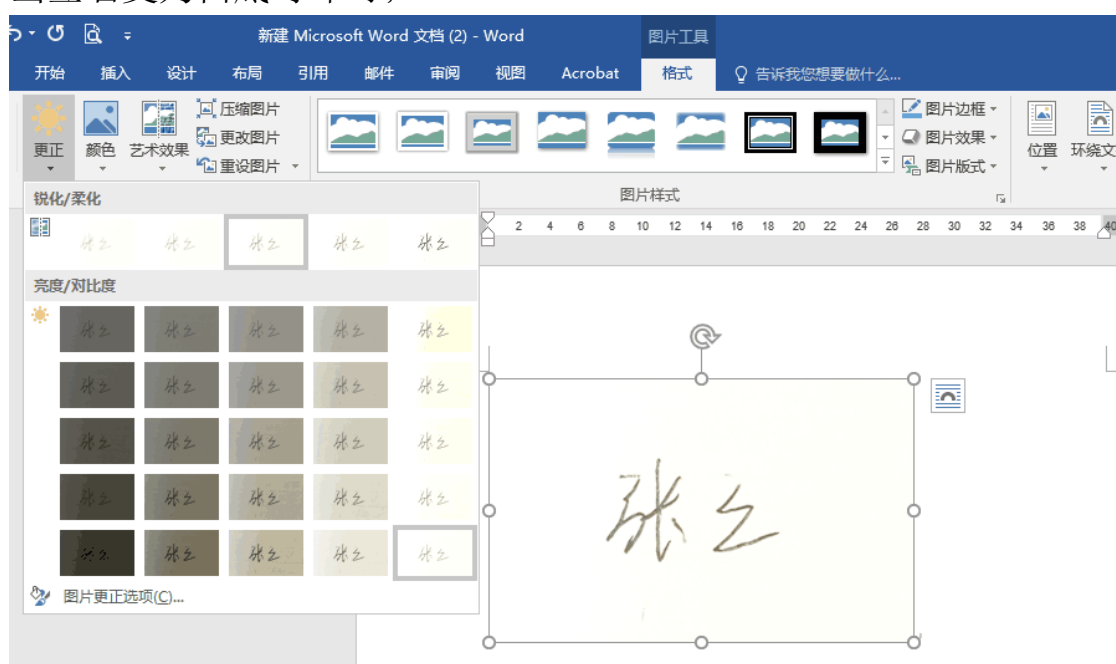 新建 Microsoft Word 文档 (2) - Word
图片工具
开始 插入 设计 布局 引用 邮件 审阅 视图 Acrobat 格式 告诉我您想要做什么...
更正
颜色
艺术效果
压缩图片
更改图片
重设图片
图片边框
图片效果
图片版式
位置
环绕文
图片样式
锐化/柔化
2 4 6 8 10 12 14 16 18 20 22 24 26 28 30 32 34 36 38 40
亮度/对比度
图片更正选项(C)...
张